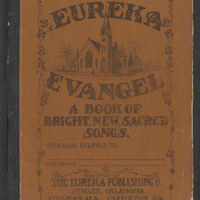 EUREKA
EVANGEL
A BOOK OF
BRIGHT, NEW, SACRED
SONGS.
THIS BOOK BELONGS TO
THE EUREKA PUBLISHING
STIGLER, OKLAHOMA.